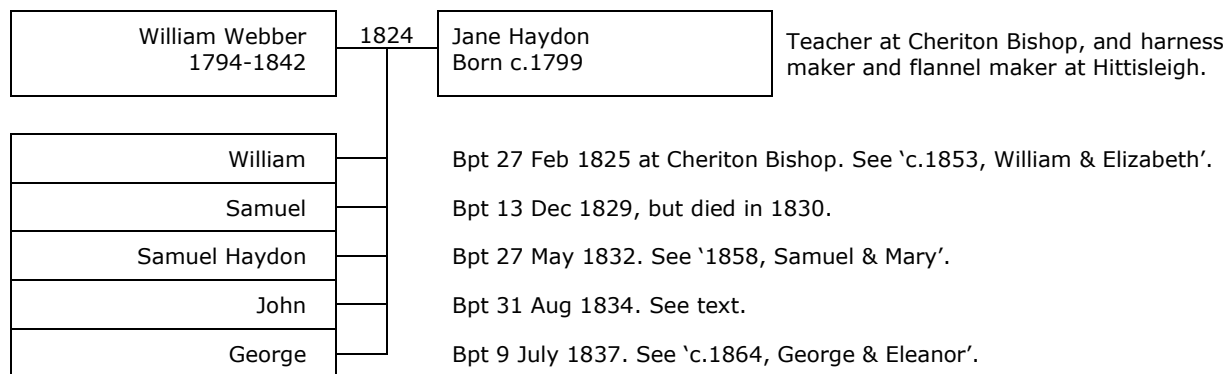 William Webber
1794-1842
1824
Jane Haydon
Born c.1799
Teacher at Cheriton Bishop, and harness
maker and flannel maker at Hittisleigh.
William
Bpt 27 Feb 1825 at Cheriton Bishop. See ‘c.1853, William & Elizabeth’.
Samuel
Bpt 13 Dec 1829, but died in 1830.
Samuel Haydon
Bpt 27 May 1832. See ‘1858, Samuel & Mary’.
John
Bpt 31 Aug 1834. See text.
George
Bpt 9 July 1837. See ‘c.1864, George & Eleanor’.